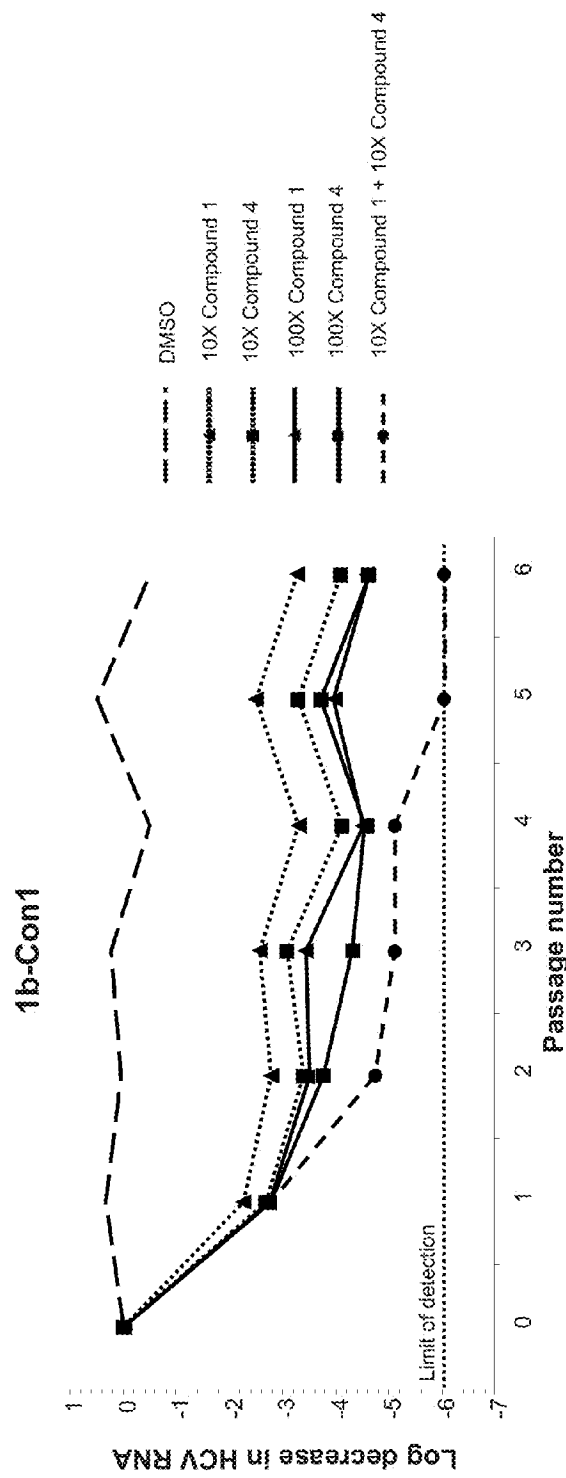 1b-Con1
Log decrease in HCV RNA
1
0
-1
-2
-3
-4
-5
-6
-7
Limit of detection
0
1
2
3
4
5
6
Passage number
DMSO
10X Compound 1
10X Compound 4
100X Compound 1
100X Compound 4
10X Compound 1 + 10X Compound 4